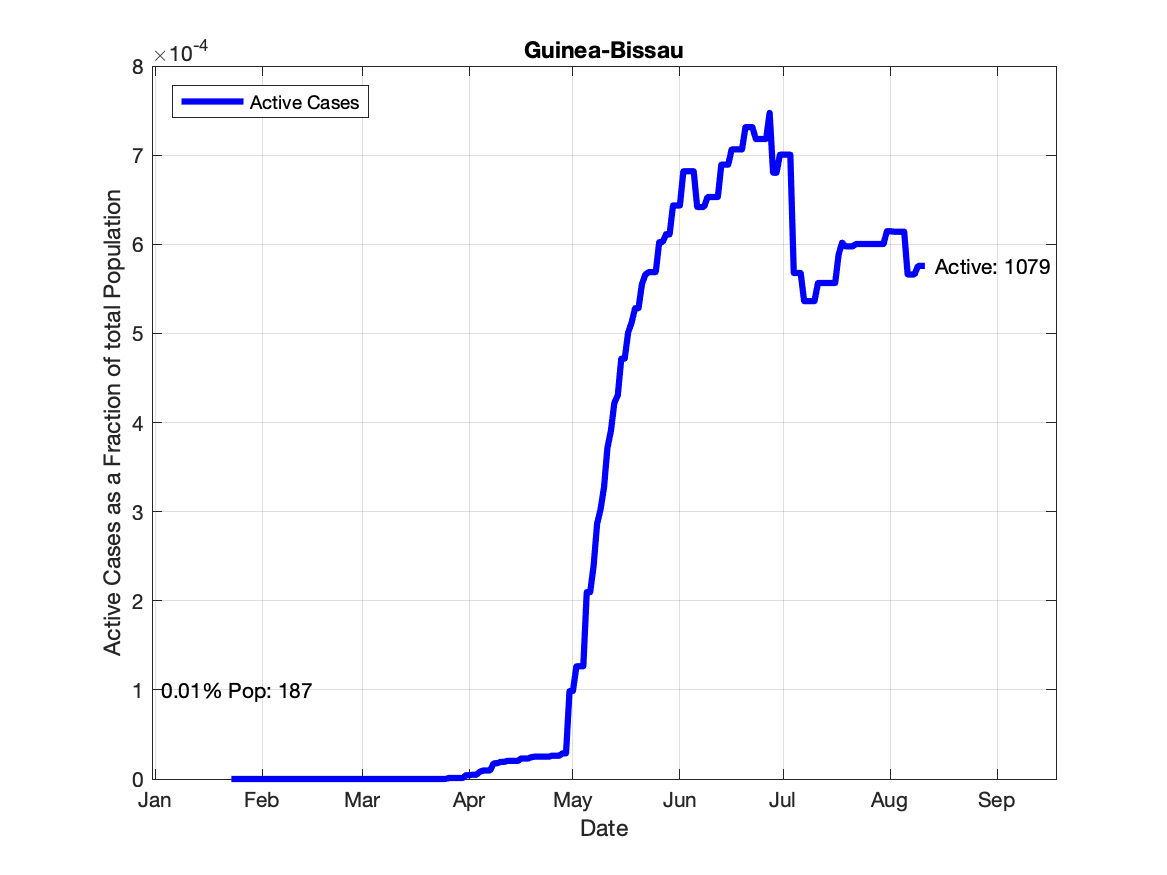 Guinea-Bissau
×10-4
Active Cases
8
7
6
5
4
3
2
1
0
Active Cases as a Fraction of total Population
Active: 1079
0.01% Pop: 187
Jan Feb Mar Apr May Jun Jul Aug Sep
Date